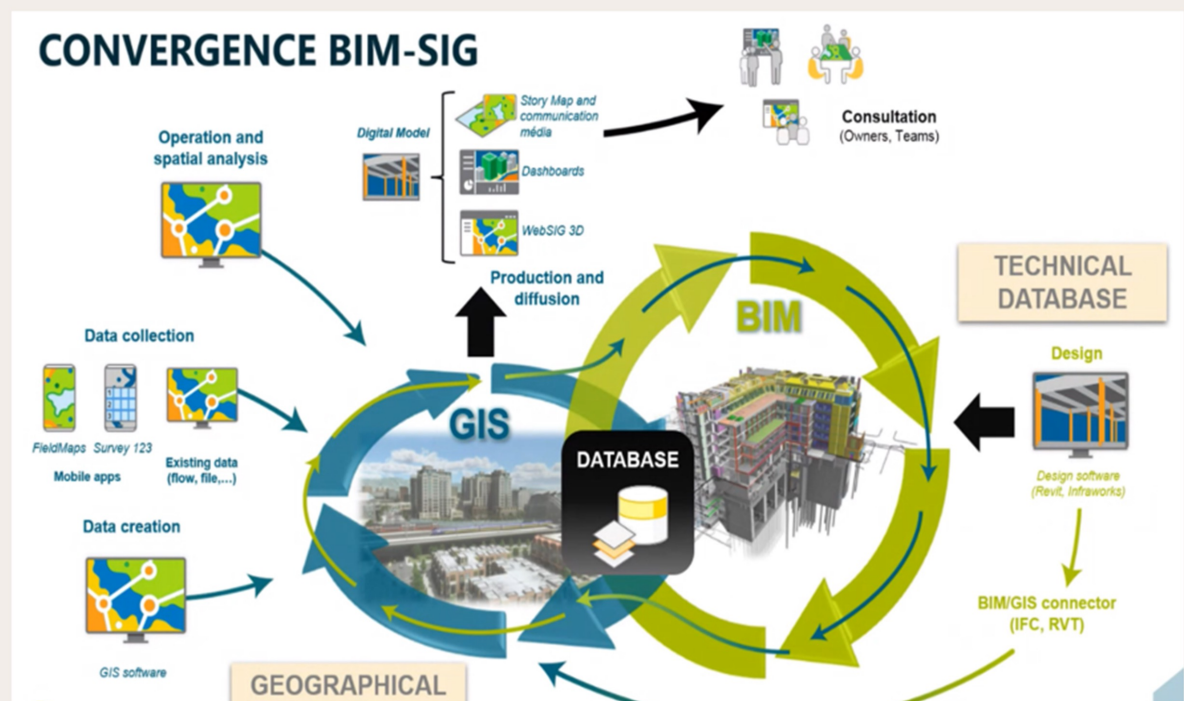 CONVERGENCE BIM-SIG
Operation and
spatial analysis
Digital Model
Story Map and
communication
média
Dashboards
WebSIG 3D
Consultation
(Owners, Teams)
Production and
diffusion
TECHNICAL
DATABASE
Data collection
FieldMaps
Survey 123
Mobile apps
Existing data
(flow, file,...)
GIS
BIM
DATABASE
Design
Design software
(Revit, Infraworks)
BIM/GIS connector
(IFC, RVT)
Data creation
GIS software
GEOGRAPHICAL